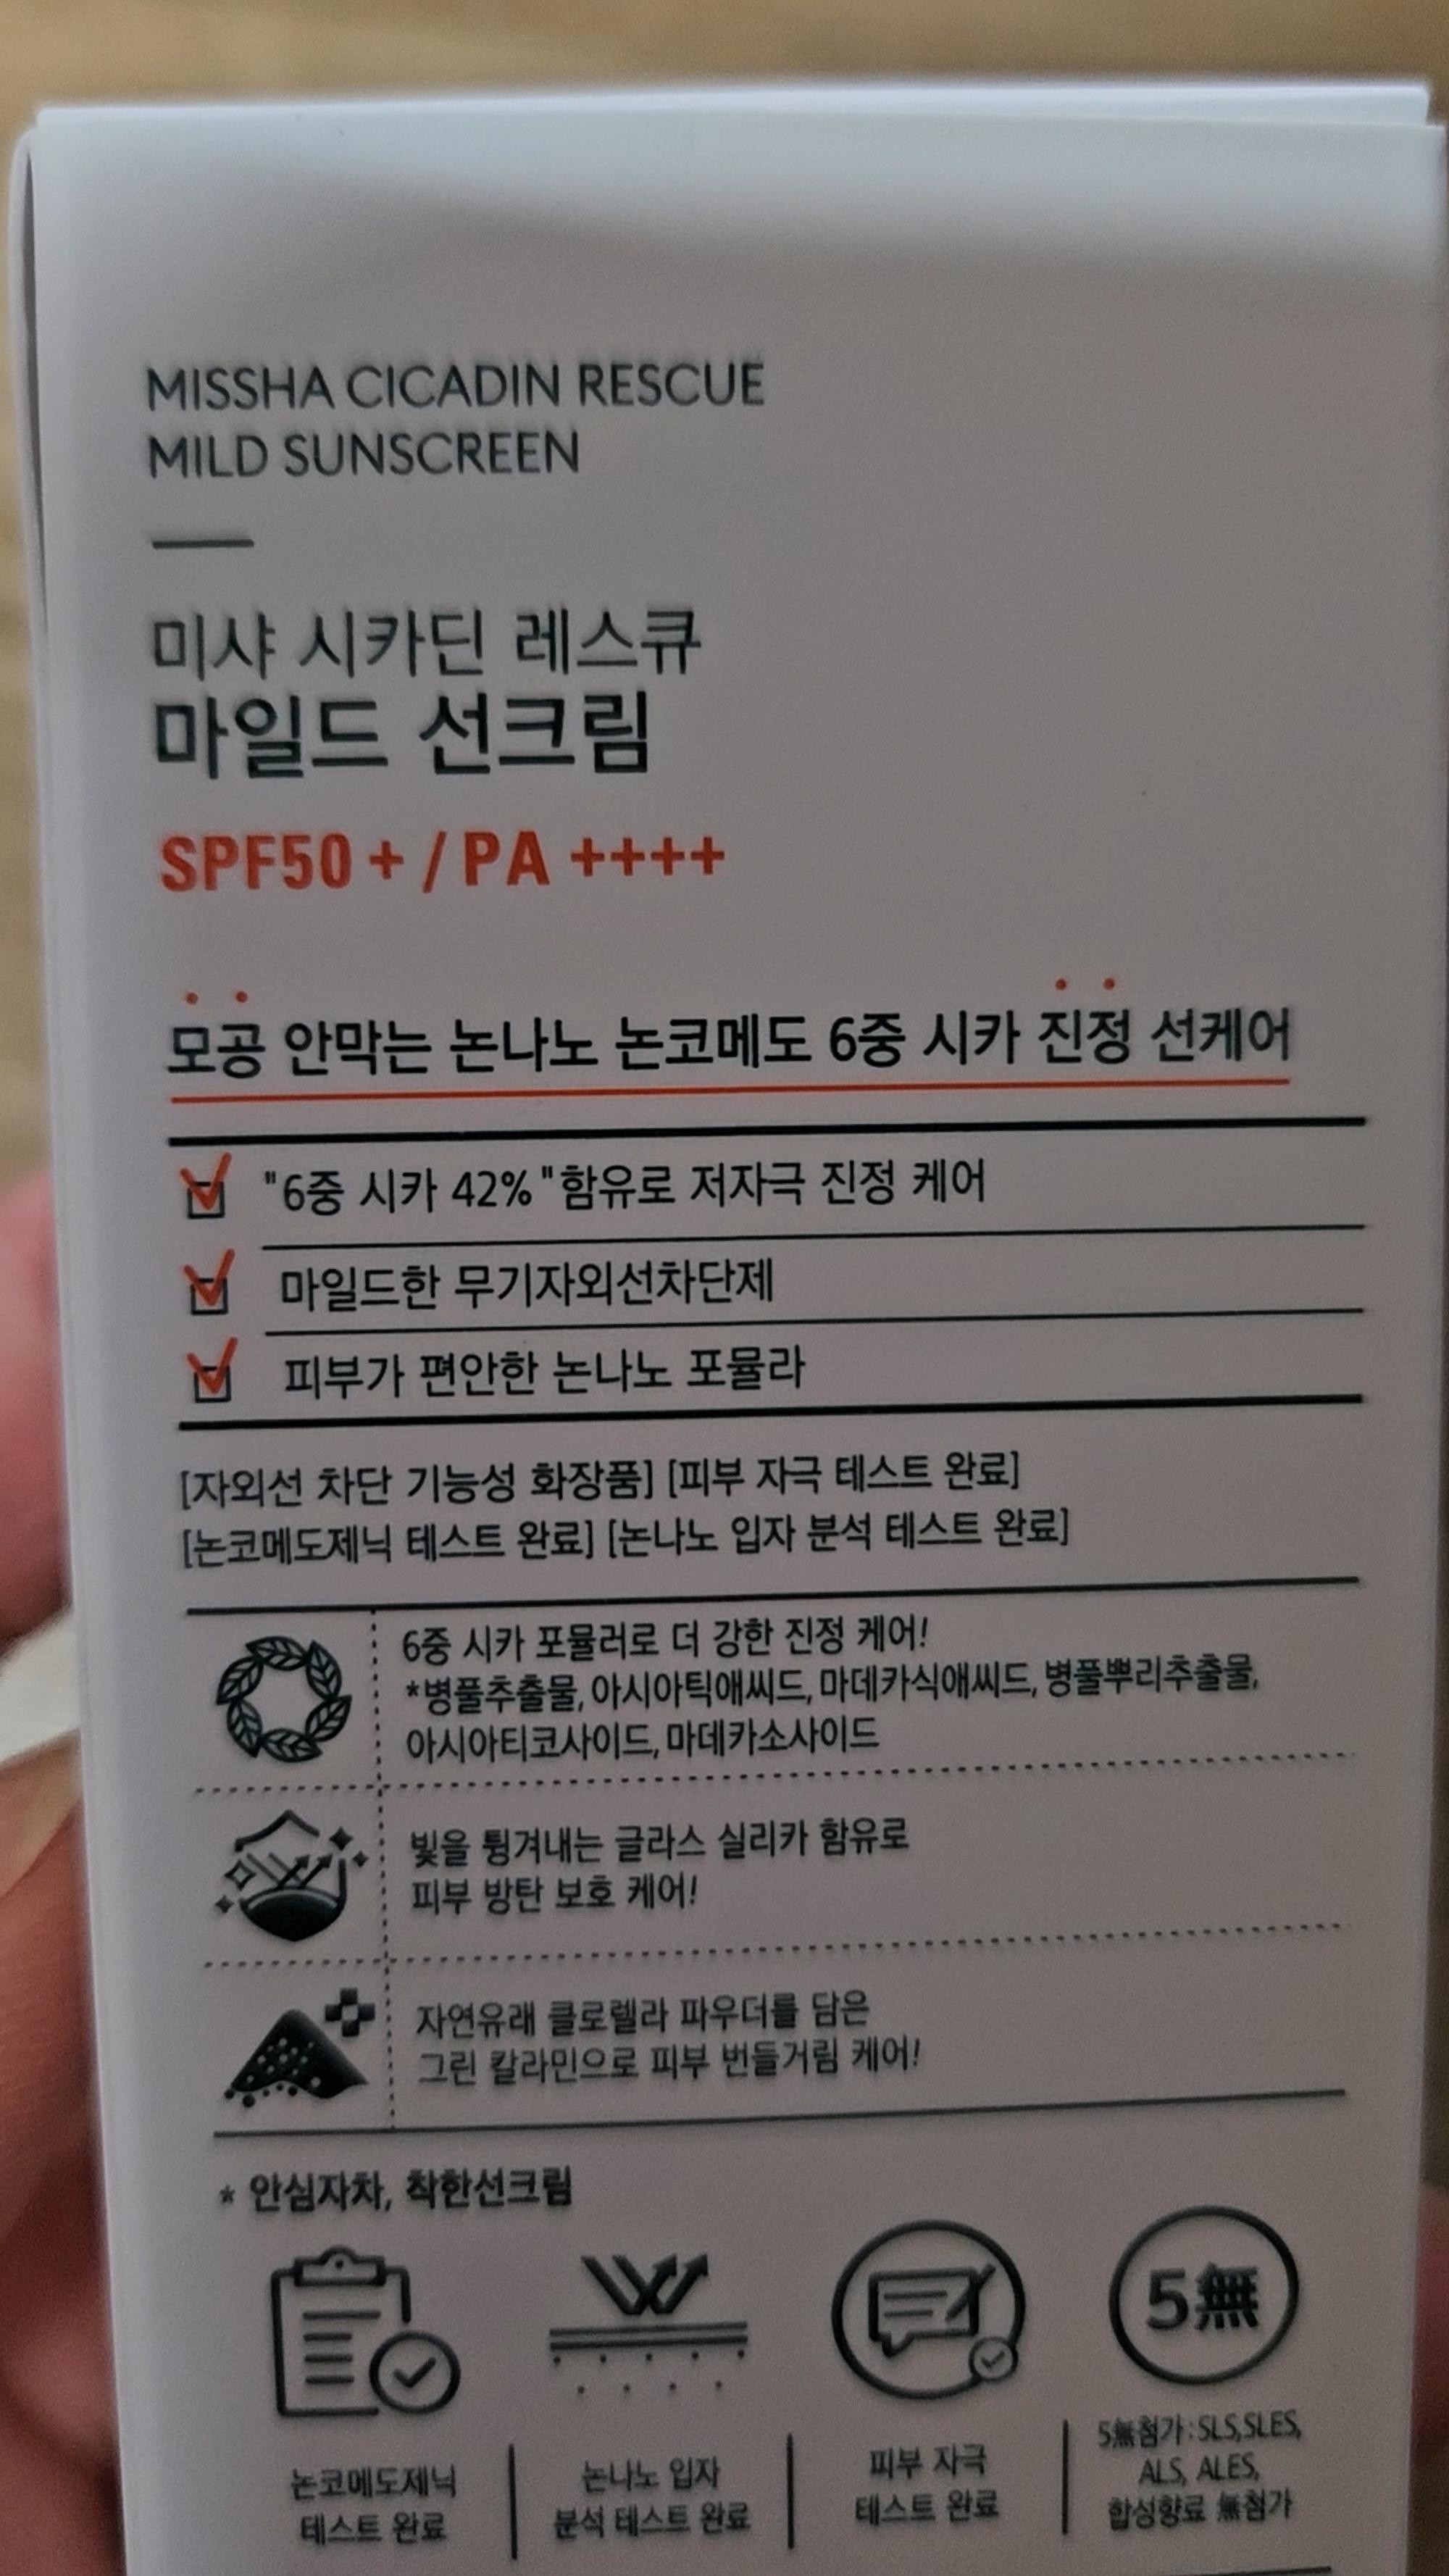 MISSHA CICADIN RESCUE
MILD SUNSCREEN
미샤 시카딘 레스큐
마일드 선크림
SPF50+ / PA ++++
모공 안막는 논나노 논코메도 6중 시카 진정 선케어
"6중 시카 42%"함유로 저자극 진정 케어
마일드한 무기자외선차단제
피부가 편안한 논나노 포뮬라
[자외선 차단 기능성 화장품] [피부 자극 테스트 완료]
[논코메도제닉 테스트 완료] [논나노 입자 분석 테스트 완료]
6중 시카 포뮬러로 더 강한 진정 케어!
*병풀추출물, 아시아틱애씨드, 마데카식애씨드, 병풀뿌리추출물,
아시아티코사이드, 마데카소사이드
빛을 튕겨내는 글라스 실리카 함유로
피부 방탄 보호 케어!
자연유래 클로렐라 파우더를 담은
그린 칼라민으로 피부 번들거림 케어!
* 안심자차, 착한선크림
논코메도제닉
테스트 완료
논나노 입자
분석 테스트 완료
피부 자극
테스트 완료
5無
5無첨가:SLS,SLES,
ALS, ALES,
합성향료 無첨가